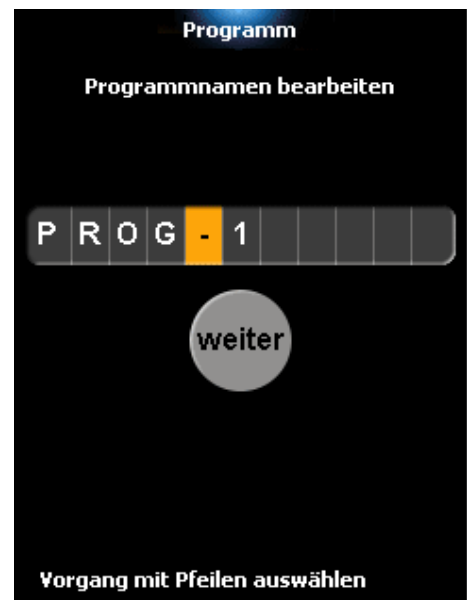 Programm
Programmnamen bearbeiten
PROG-1
weiter
Vorgang mit Pfeilen auswählen